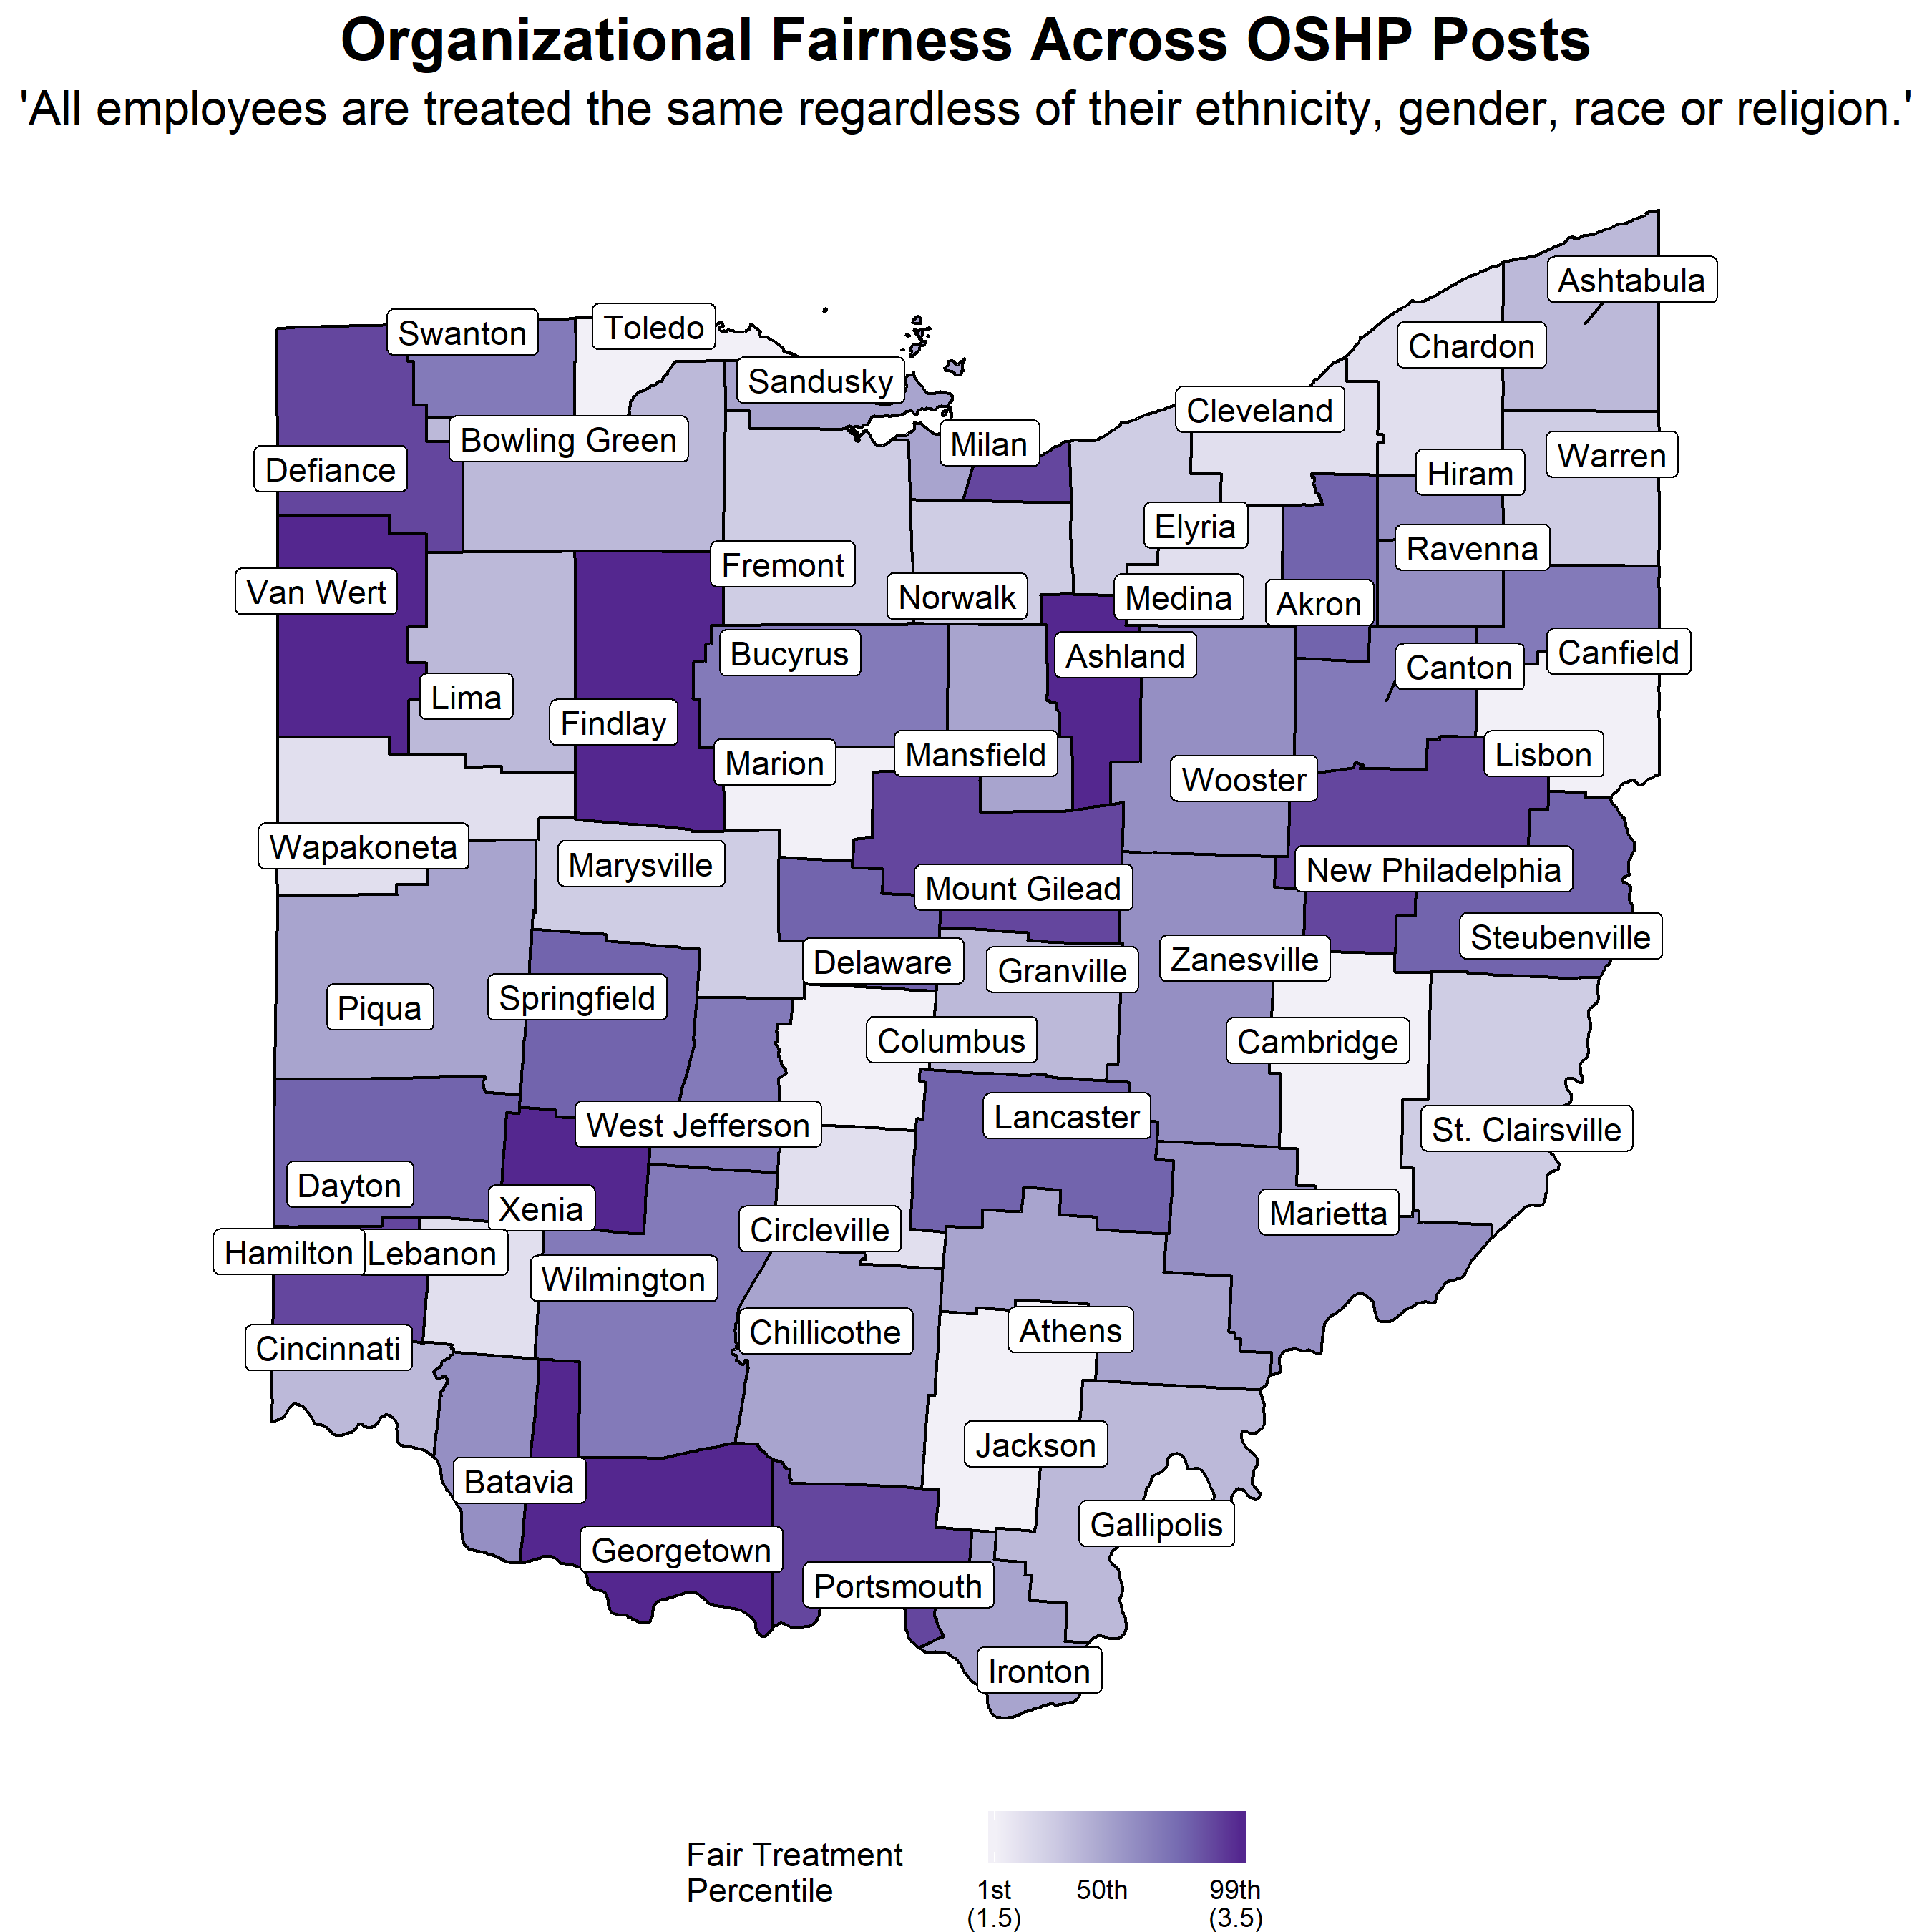 Organizational Fairness Across OSHP Posts
'All employees are treated the same regardless of their ethnicity, gender, race or religion.'
Ashtabula
Swanton
Toledo
Chardon
Sandusky
Cleveland
Bowling Green
Milan
Warren
Defiance
Hiram
Elyria
Ravenna
Fremont
Van Wert
Norwalk
Medina
Akron
Bucyrus
Ashland
Canfield
Canton
Lima
Findlay
Marion
Mansfield
Lisbon
Wooster
Wapakoneta
Marysville
New Philadelphia
Mount Gilead
Steubenville
Delaware
Granville
Zanesville
Springfield
Piqua
Columbus
Cambridge
Lancaster
West Jefferson
St. Clairsville
Dayton
Xenia
Marietta
Circleville
Hamilton
Lebanon
Wilmington
Chillicothe
Athens
Cincinnati
Jackson
Batavia
Gallipolis
Georgetown
Portsmouth
Ironton
Fair Treatment
Percentile
1st 50th 99th
(1.5) (3.5)